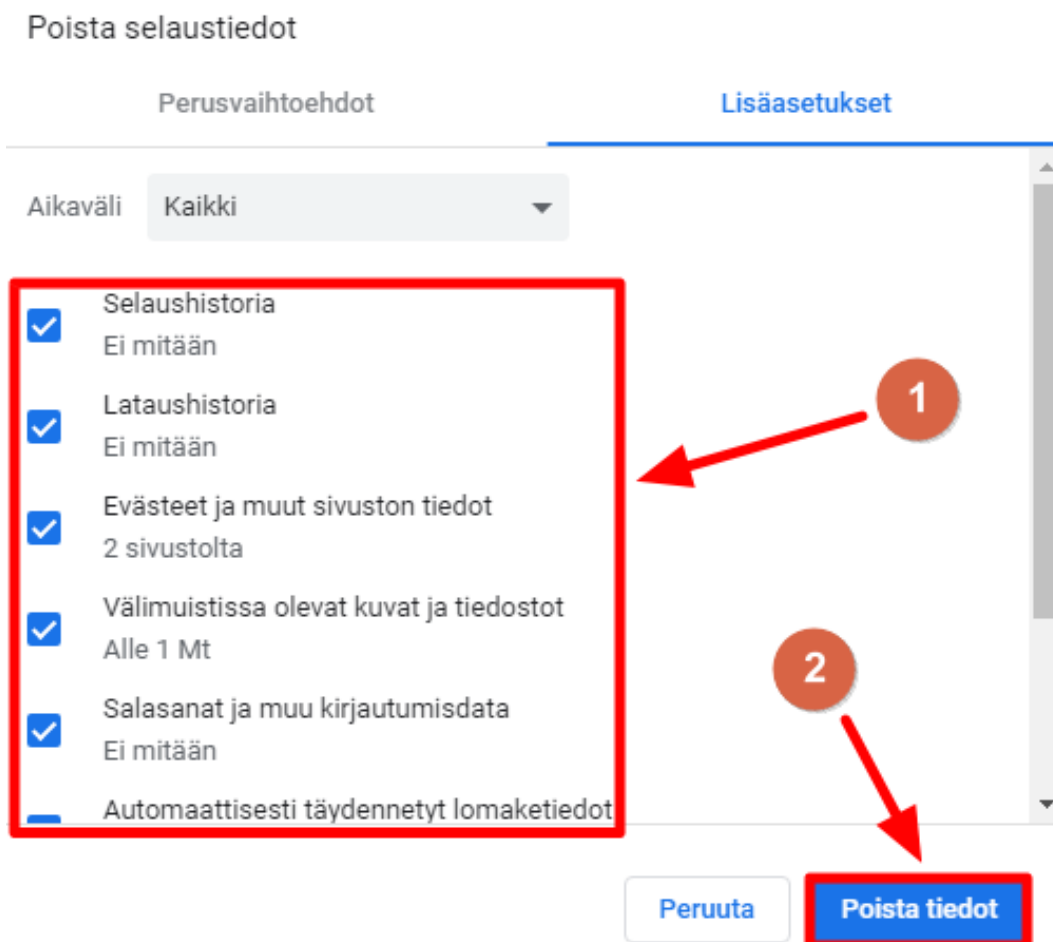 Poista selaustiedot
Perusvaihtoehdot
Lisäasetukset
Aikaväli
Kaikki
Selaushistoria
Ei mitään
Lataushistoria
Ei mitään
1
Evästeet ja muut sivuston tiedot
2 sivustolta
Välimuistissa olevat kuvat ja tiedostot
Alle 1 Mt
2
Salasanat ja muu kirjautumisdata
Ei mitään
Automaattisesti täydennetyt lomaketiedot
Peruuta
Poista tiedot